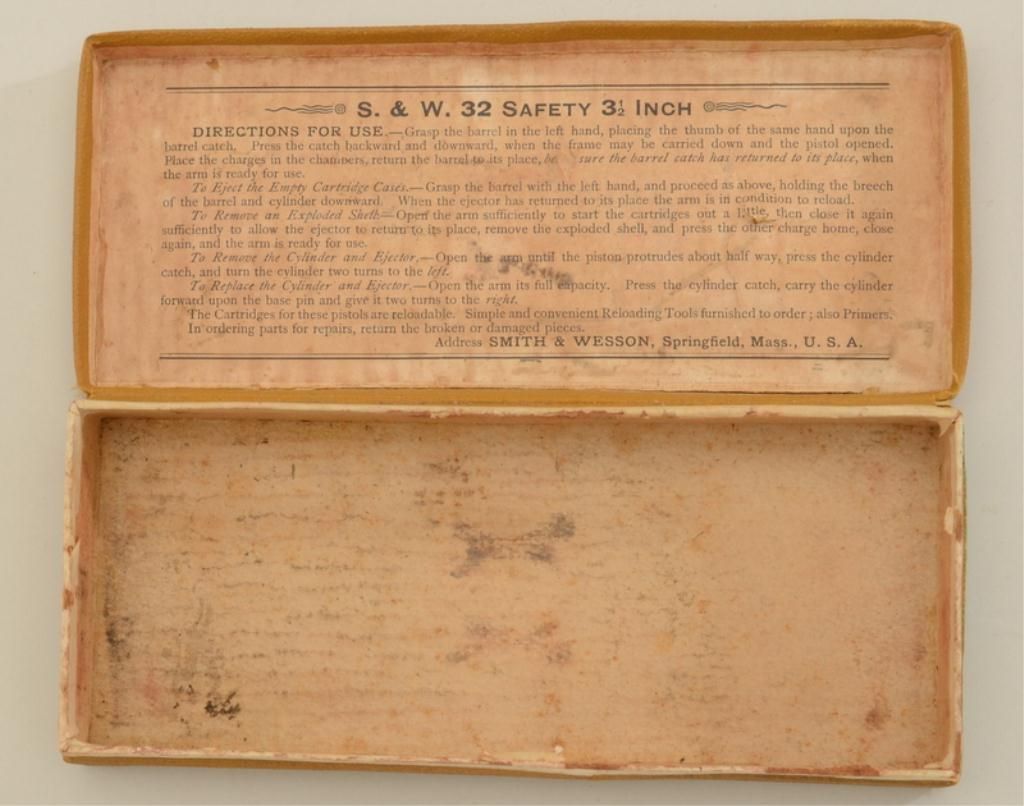 S. & W. 32 SAFETY 3½ INCH
DIRECTIONS FOR USE.—Grasp the barrel in the left hand, placing the thumb of the same hand upon the
barrel catch. Press the catch backward and downward, when the frame may be carried down and the pistol opened.
Place the charges in the chambers, return the barrel to its place, be sure the barrel catch has returned to its place, when
the arm is ready for use.
To Eject the Empty Cartridge Cases.—Grasp the barrel with the left hand, and proceed as above, holding the breech
of the barrel and cylinder downward. When the ejector has returned to its place the arm is in condition to reload.
To Remove an Exploded Shell—Open the arm sufficiently to start the cartridges out a little, then close it again
sufficiently to allow the ejector to return to its place, remove the exploded shell, and press the other charge home, close
again, and the arm is ready for use.
To Remove the Cylinder and Ejector.—Open the arm until the piston protrudes about half way, press the cylinder
catch, and turn the cylinder two turns to the left.
To Replace the Cylinder and Ejector.—Open the arm its full capacity. Press the cylinder catch, carry the cylinder
forward upon the base pin and give it two turns to the right.
The Cartridges for these pistols are reloadable. Simple and convenient Reloading Tools furnished to order; also Primers.
In ordering parts for repairs, return the broken or damaged pieces.
Address SMITH & WESSON, Springfield, Mass., U. S. A.